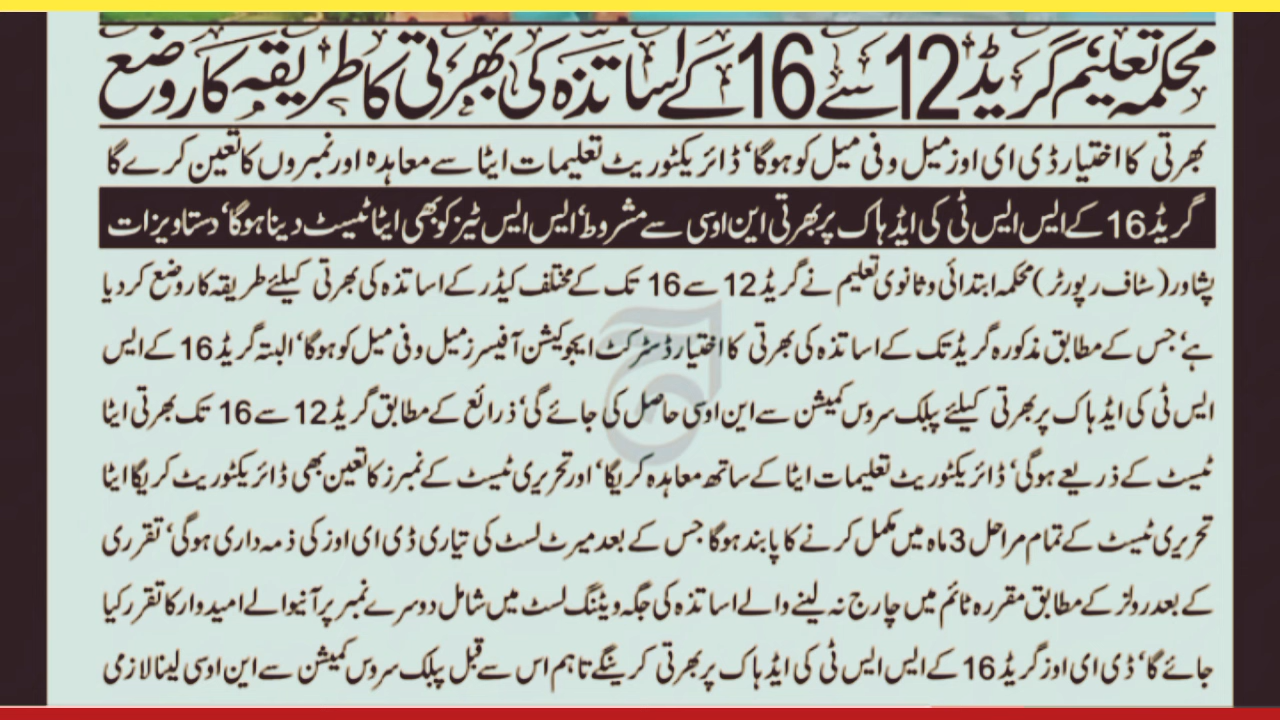 محکمہ تعلیم گریڈ 12 سے 16 کے اساتذہ کی بھرتی کا طریقہ کار وضع
بھرتی کا اختیار ڈی ای اوز میل و فی میل کو ہوگا‘ ڈائریکٹوریٹ تعلیمات ایٹا سے معاہدہ اور نمبروں کا تعین کرے گا
گریڈ 16 کے ایس ایس ٹی کی ایڈہاک پر بھرتی این او سی سے مشروط‘ ایس ایس ٹیز کو بھی ایٹا ٹیسٹ دینا ہوگا‘ دستاویزات
پشاور (سٹاف رپورٹر) محکمہ ابتدائی و ثانوی تعلیم نے گریڈ 12 سے 16 تک کے مختلف کیڈر کے اساتذہ کی بھرتی کیلئے طریقہ کار وضع کر دیا
ہے‘ جس کے مطابق مذکورہ گریڈ تک کے اساتذہ کی بھرتی کا اختیار ڈسٹرکٹ ایجوکیشن آفیسرز میل و فی میل کو ہوگا‘ البتہ گریڈ 16 کے ایس
ایس ٹی کی ایڈہاک پر بھرتی کیلئے پبلک سروس کمیشن سے این او سی حاصل کی جائے گی‘ ذرائع کے مطابق گریڈ 12 سے 16 تک بھرتی ایٹا
ٹیسٹ کے ذریعے ہوگی‘ ڈائریکٹوریٹ تعلیمات ایٹا کے ساتھ معاہدہ کریگا‘ اور تحریری ٹیسٹ کے نمبرز کا تعین بھی ڈائریکٹوریٹ کریگا ایٹا
تحریری ٹیسٹ کے تمام مراحل 3 ماہ میں مکمل کرنے کا پابند ہوگا جس کے بعد میرٹ لسٹ کی تیاری ڈی ای اوز کی ذمہ داری ہوگی‘ تقرری
کے بعد رولز کے مطابق مقررہ ٹائم میں چارج نہ لینے والے اساتذہ کی جگہ ویٹنگ لسٹ میں شامل دوسرے نمبر پر آنیوالے امیدوار کا تقرر کیا
جائے گا‘ ڈی ای اوز گریڈ 16 کے ایس ایس ٹی کی ایڈہاک پر بھرتی کرینگے تاہم اس سے قبل پبلک سروس کمیشن سے این او سی لینا لازمی